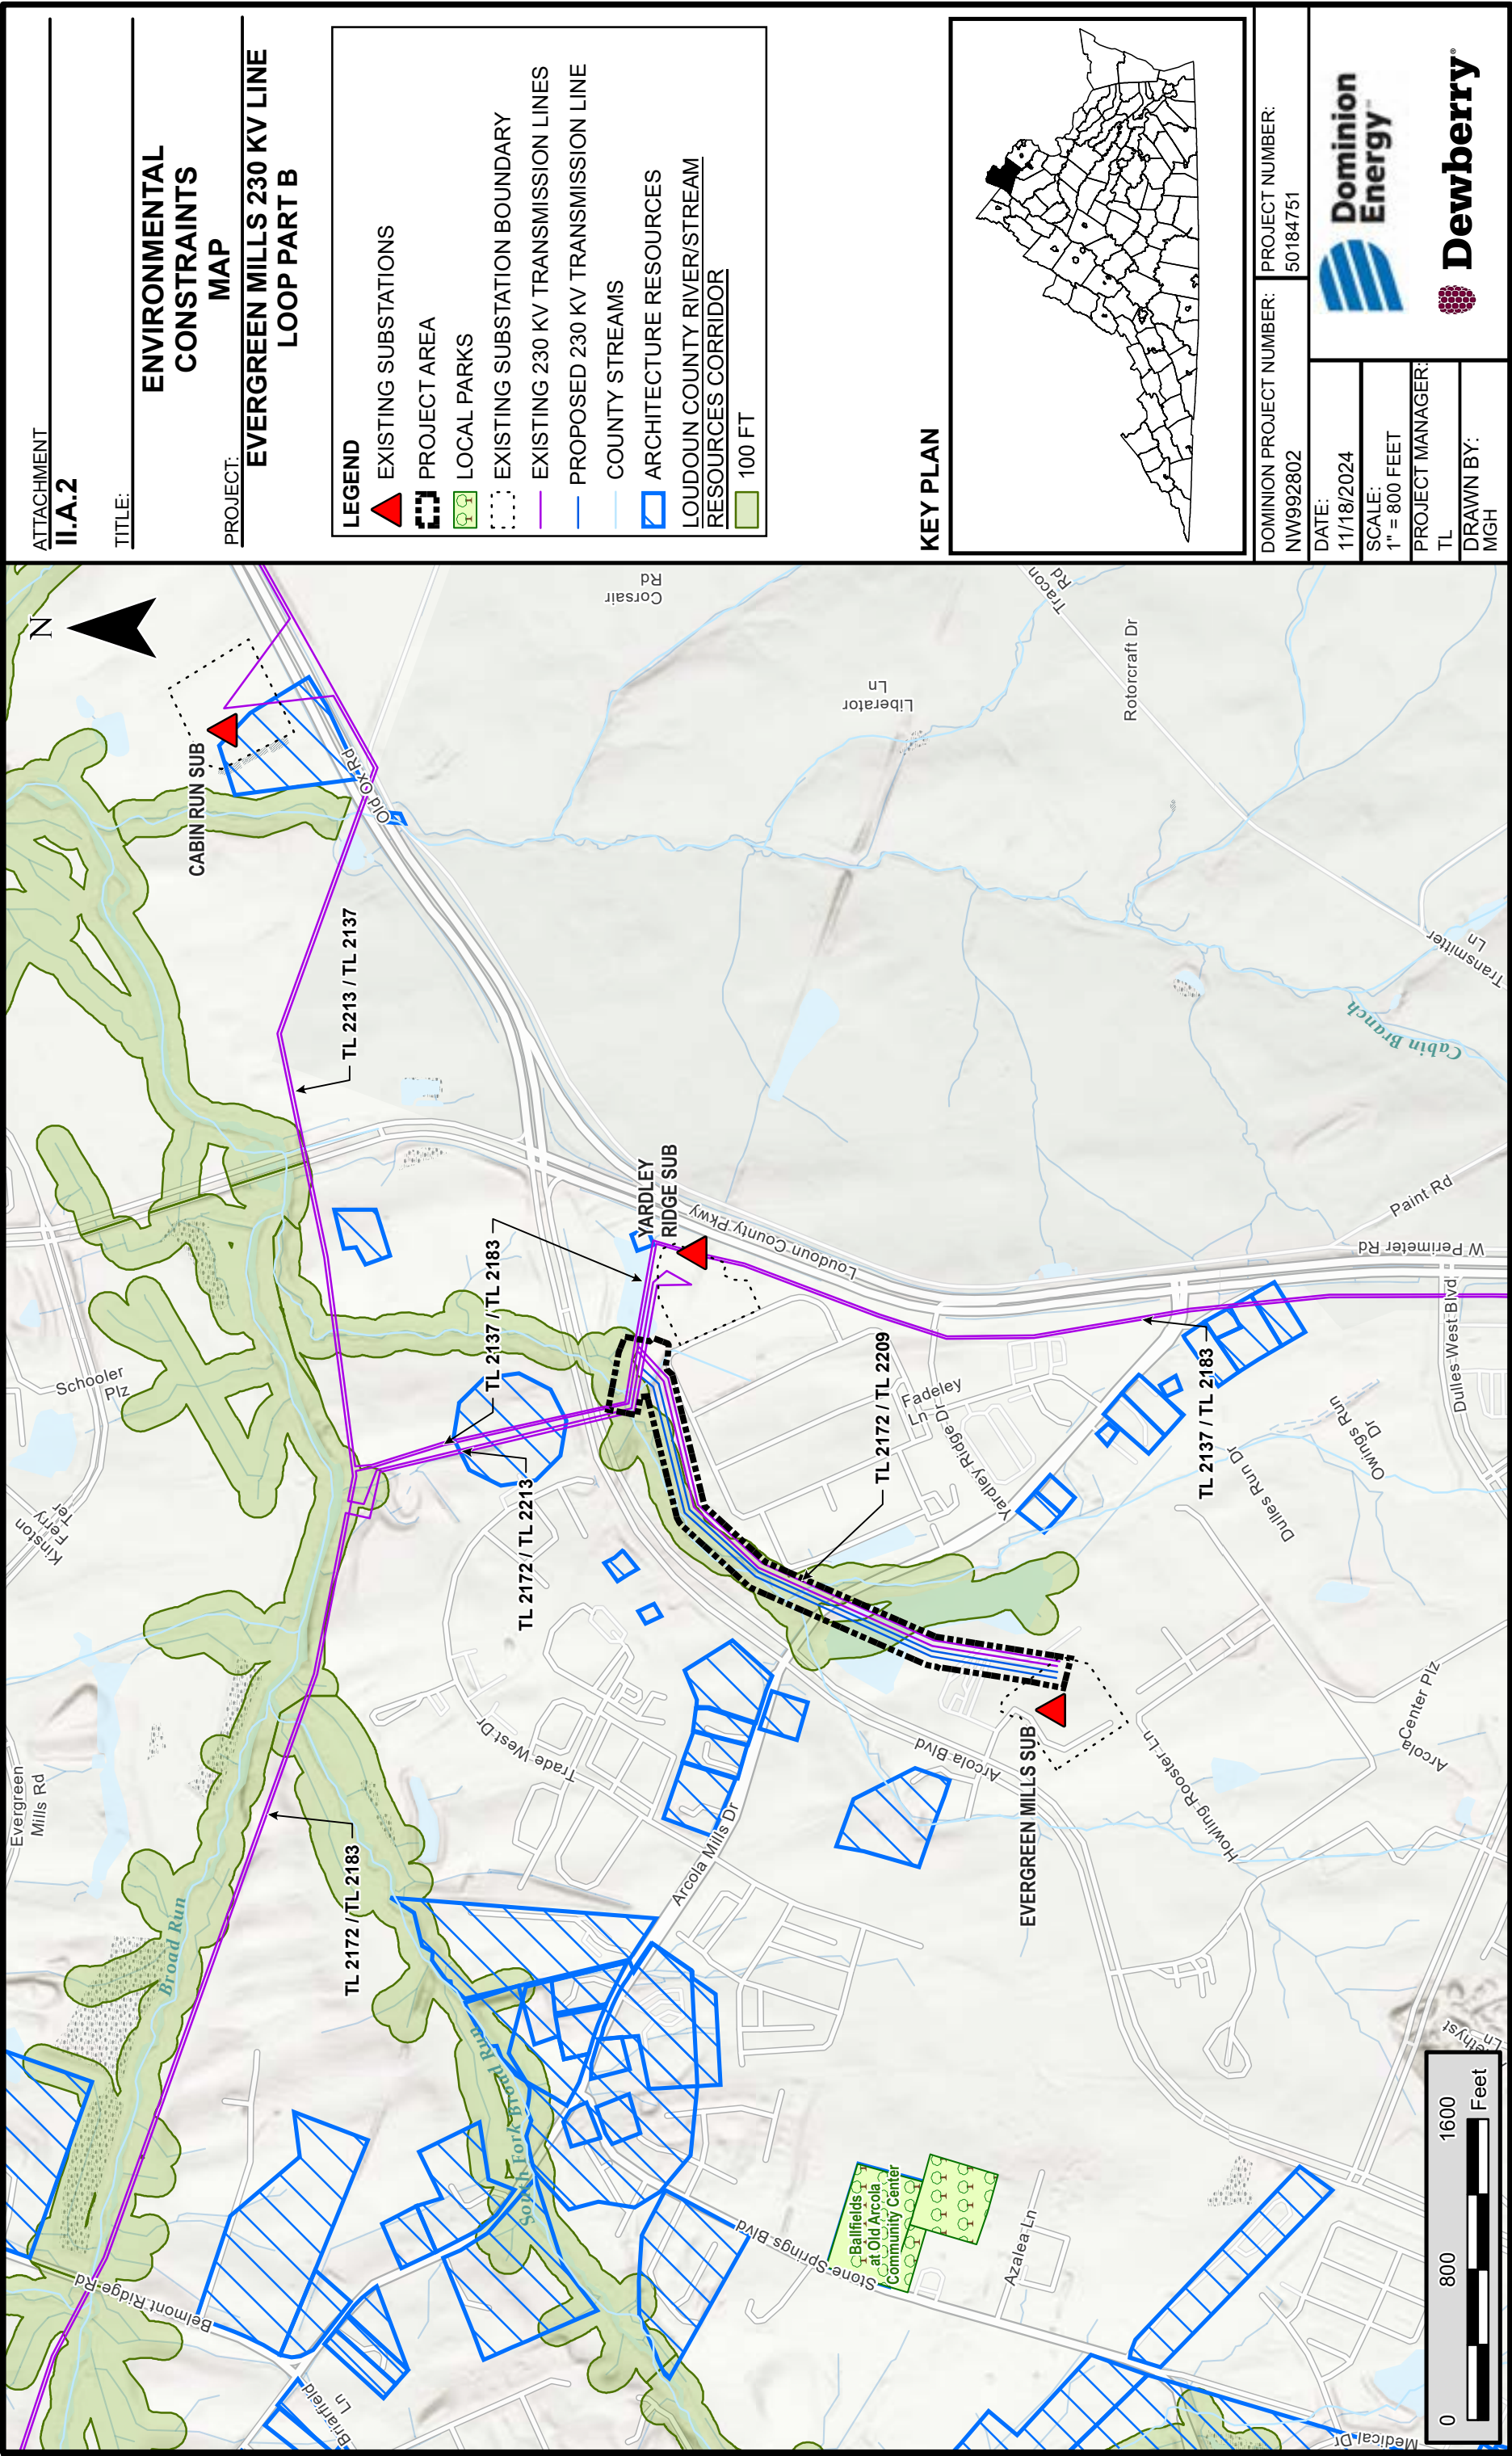 ATTACHMENT
II.A.2
TITLE:
ENVIRONMENTAL
CONSTRAINTS
MAP
PROJECT:
EVERGREEN MILLS 230 KV LINE
LOOP PART B
LEGEND
EXISTING SUBSTATIONS
PROJECT AREA
LOCAL PARKS
EXISTING SUBSTATION BOUNDARY
EXISTING 230 KV TRANSMISSION LINES
PROPOSED 230 KV TRANSMISSION LINE
COUNTY STREAMS
ARCHITECTURE RESOURCES
LOUDOUN COUNTY RIVER/STREAM
RESOURCES CORRIDOR
100 FT
KEY PLAN
DOMINION PROJECT NUMBER:
NW992802
PROJECT NUMBER:
50184751
DATE:
11/18/2024
SCALE:
1" = 800 FEET
PROJECT MANAGER:
TL
DRAWN BY:
MGH
Dominion
Energy™
Dewberry®
N
CABIN RUN SUB
Old Ox Rd
Corsair
Rd
Liberator
Ln
Tracon
Rd
Rotorcraft Dr
Transmitter
Ln
Cabin Branch
TL 2213 / TL 2137
YARDLEY
RIDGE SUB
Loudoun County Pkwy
W Perimeter Rd
Paint Rd
Dulles West Blvd
TL 2137 / TL 2183
Schooler
Plz
Kinston
Ferry
Ter
TL 2172 / TL 2213
TL 2172 / TL 2209
Fadeley
Ln
Yardley Ridge Dr
TL 2137 / TL 2183
Dulles Run Dr
Owings Run
Dr
Evergreen
Mills Rd
TL 2172 / TL 2183
Broad Run
Trade West Dr
Arcola Mills Dr
Arcola Blvd
EVERGREEN MILLS SUB
Howling Rooster Ln
Arcola
Center Plz
South Fork Broad Run
Belmont Ridge Rd
Briarfield
Ln
Stone Springs Blvd
Ballfields
at Old Arcola
Community Center
Azalea Ln
Medical Dr
Ln
0
800
1600
Feet